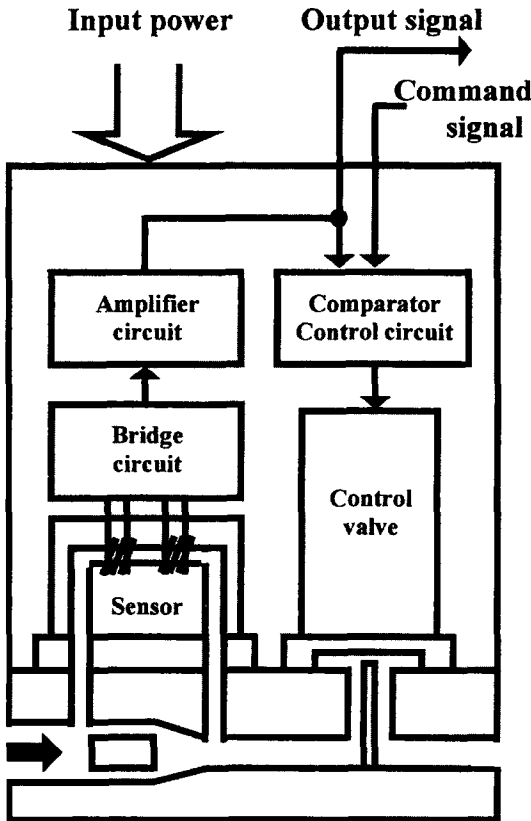 Input power
Output signal
Command
signal
Amplifier
circuit
Comparator
Control circuit
Bridge
circuit
Control
valve
Sensor